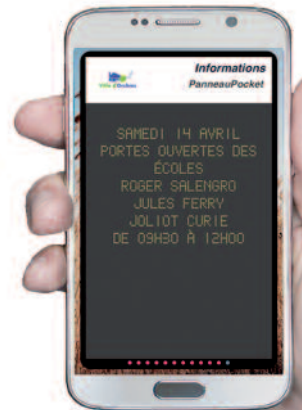 Informations
PanneauPocket
SAMEDI 14 AVRIL
PORTES OUVERTES DES
ÉCOLES
ROGER SALENGRO
JULES FERRY
JOLIOT CURIE
DE 09H30 À 12H00